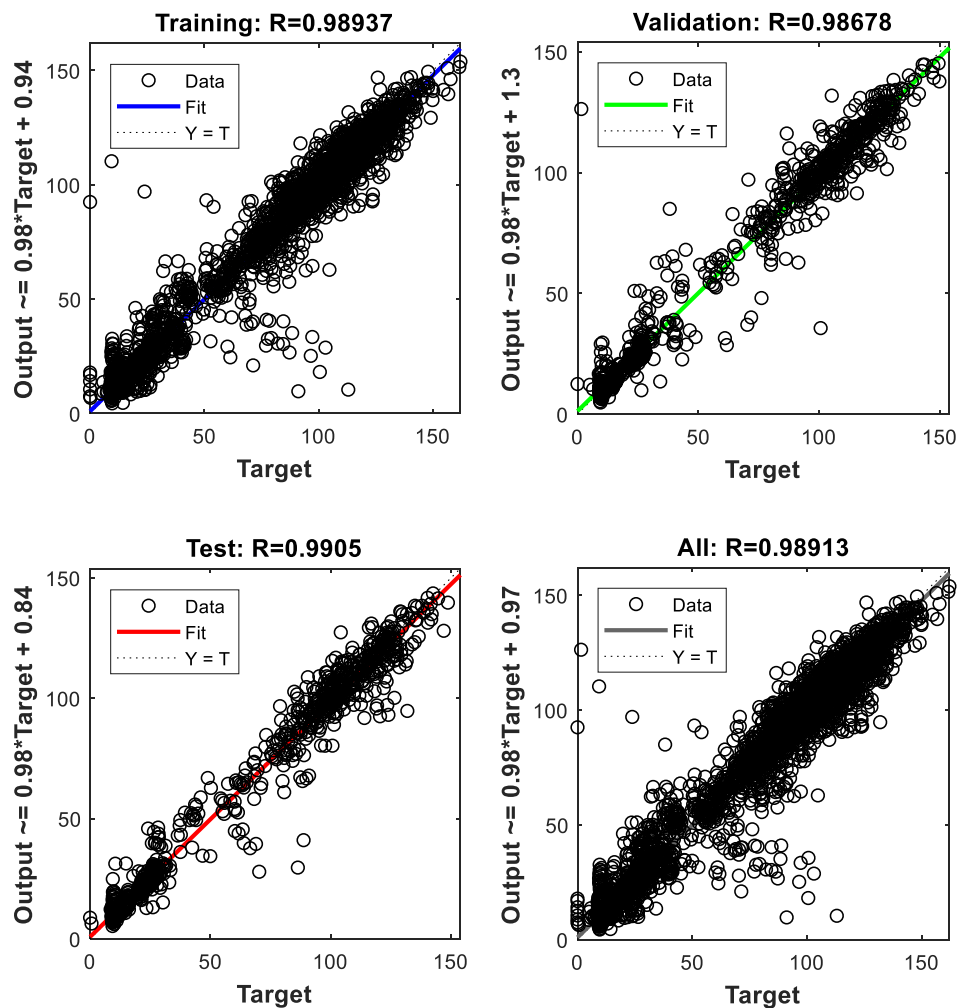 Training: R=0.98937
Output ~= 0.98*Target + 0.94
150
100
50
0
Data
Fit
Y = T
0 50 100 150
Target
Validation: R=0.98678
Output ~= 0.98*Target + 1.3
150
100
50
0
Data
Fit
Y = T
0 50 100 150
Target
Test: R=0.9905
Output ~= 0.98*Target + 0.84
150
100
50
0
Data
Fit
Y = T
0 50 100 150
Target
All: R=0.98913
Output ~= 0.98*Target + 0.97
150
100
50
0
Data
Fit
Y = T
0 50 100 150
Target